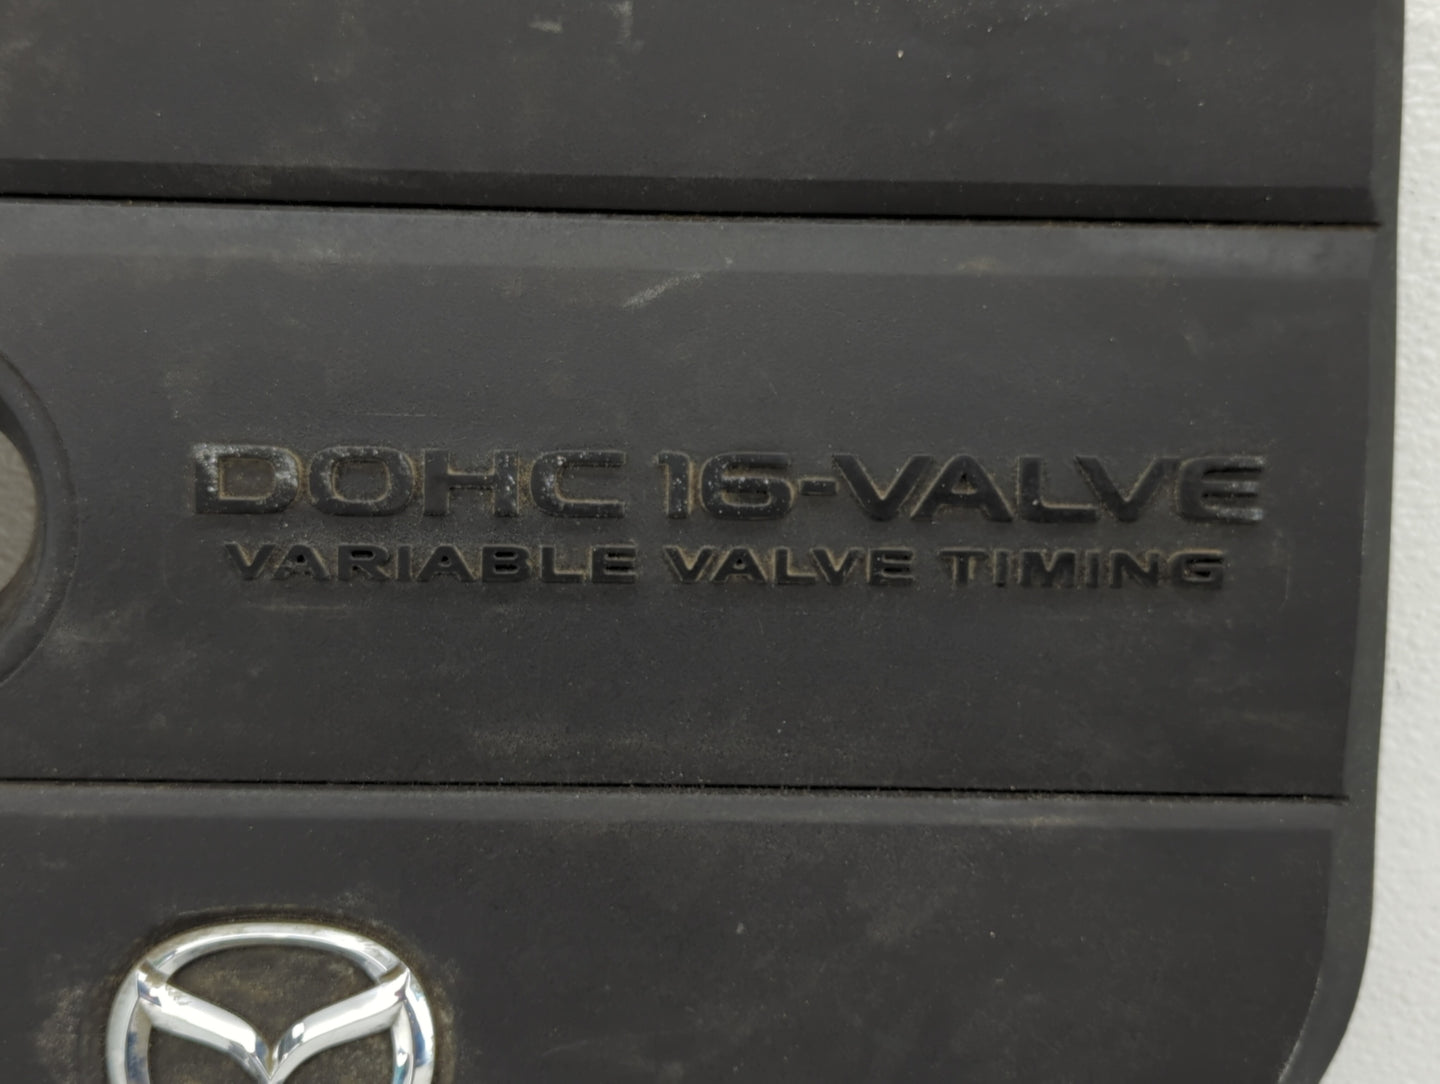 DOHC 16-VALVE
VARIABLE VALVE TIMING